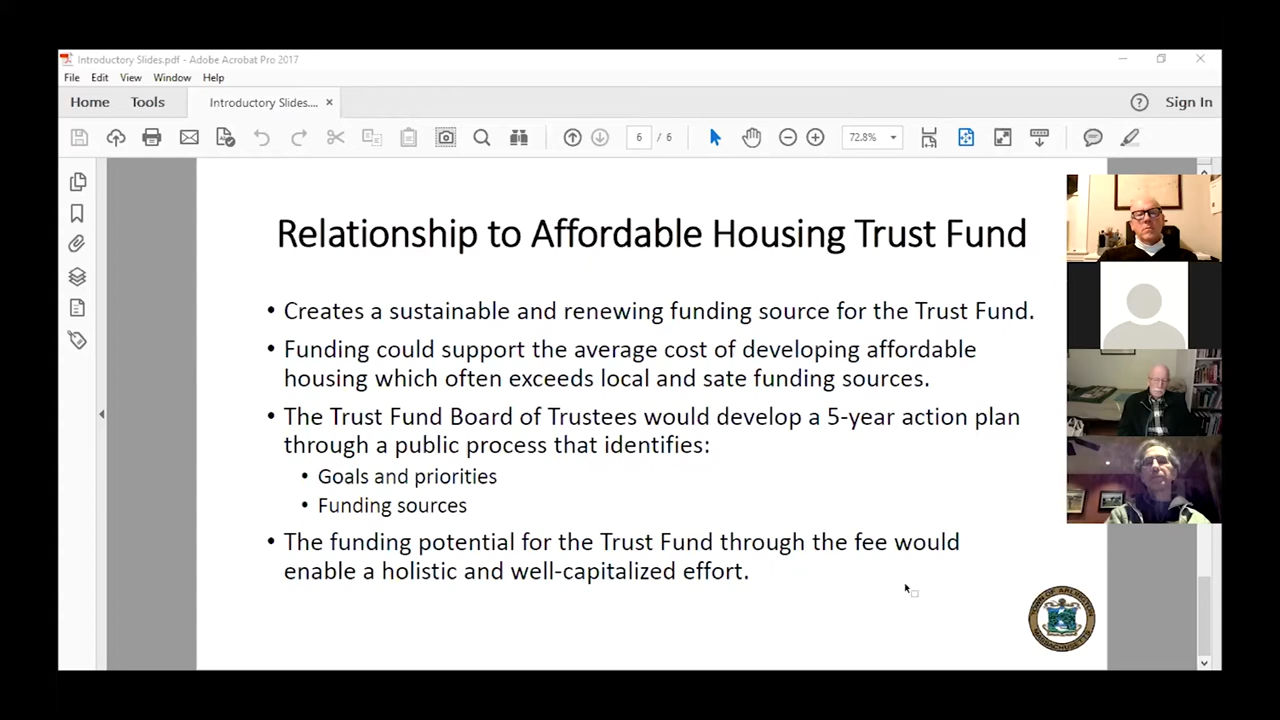 Introductory Slides.pdf - Adobe Acrobat Pro 2017
File Edit View Window Help
Home Tools Introductory Slides.... × Sign In
6 / 6 72.8%
Relationship to Affordable Housing Trust Fund
• Creates a sustainable and renewing funding source for the Trust Fund.
• Funding could support the average cost of developing affordable
housing which often exceeds local and sate funding sources.
• The Trust Fund Board of Trustees would develop a 5-year action plan
through a public process that identifies:
• Goals and priorities
• Funding sources
• The funding potential for the Trust Fund through the fee would
enable a holistic and well-capitalized effort.
TOWN OF ARLINGTON
MASSACHUSETTS